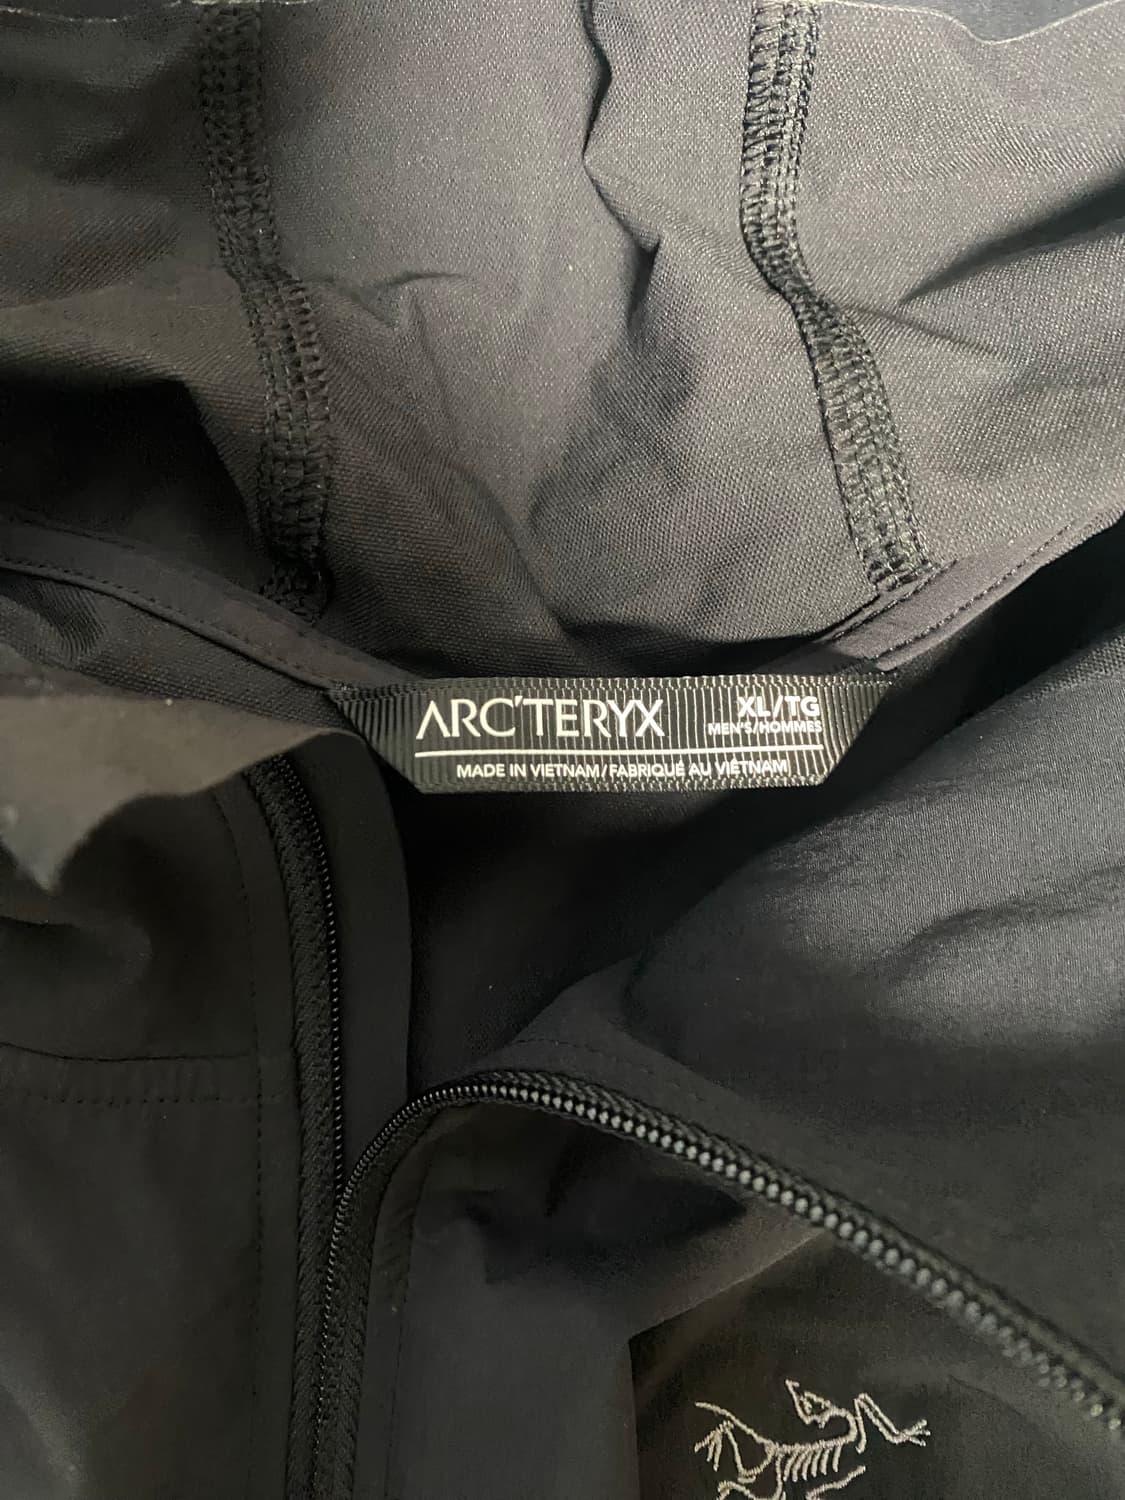 ARC'TERYX
XL/TG
MEN'S/HOMMES
MADE IN VIETNAM/FABRIQUÉ AU VIETNAM